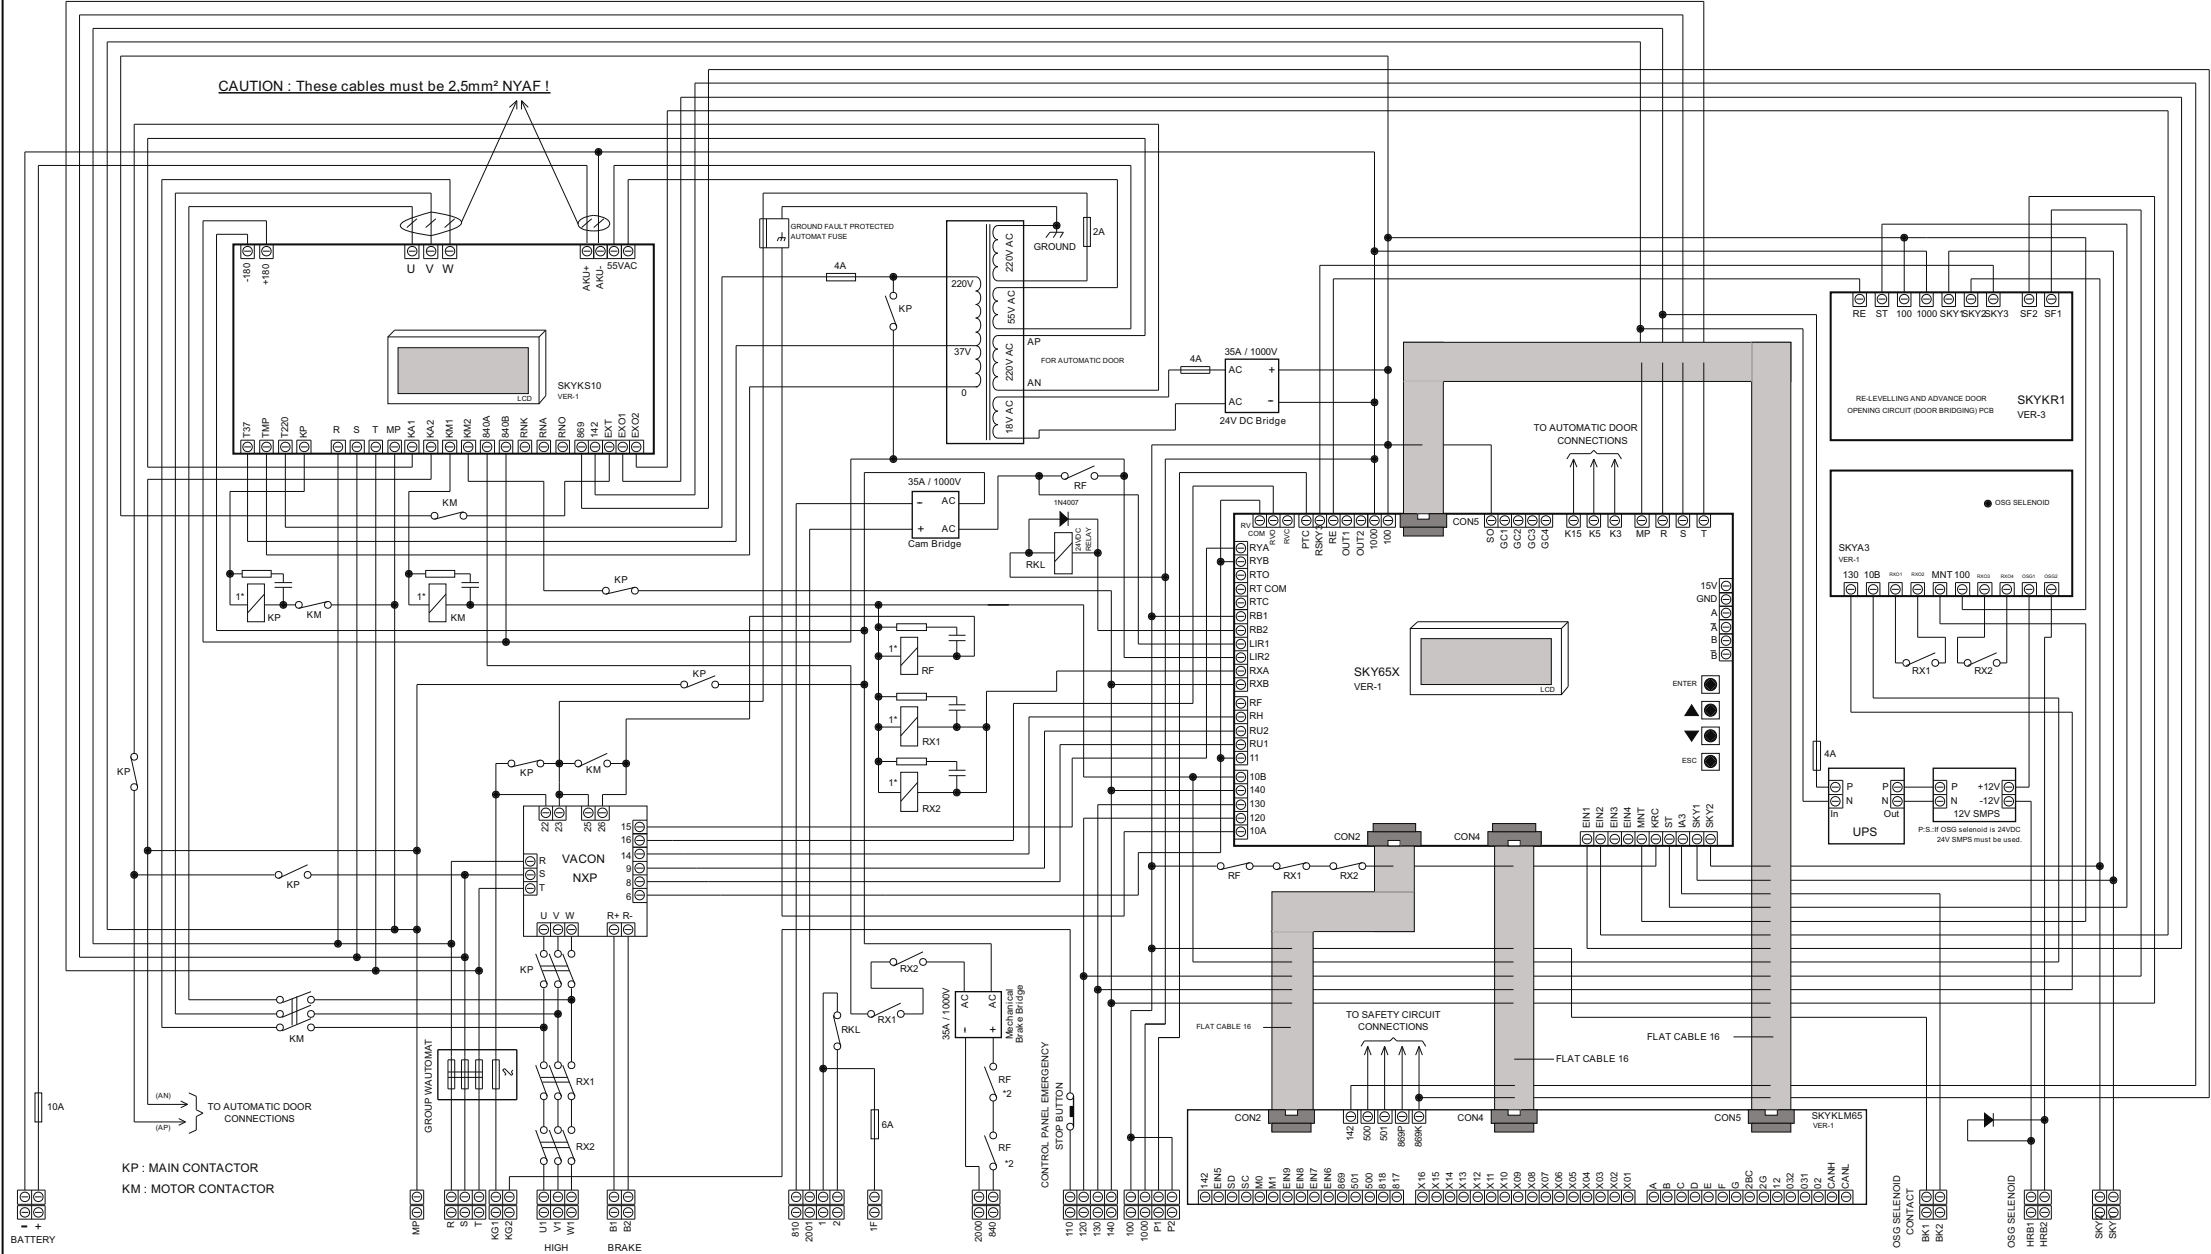 CAUTION : These cables must be 2,5mm² NYAF !
-180
+180
U V W
AKU+
AKU-
55VAC
LCD
SKYKS10
VER-1
T37
TMP
T220
KP
R S T MP
KA1
KA2
KM1
KM2
840A
840B
RNK
RNA
RNO
869
142
EXT
EXO1
EXO2
GROUND FAULT PROTECTED
AUTOMAT FUSE
4A
KP
220V
37V
0
220V AC
55V AC
220V AC
18V AC
GROUND
2A
AP
FOR AUTOMATIC DOOR
AN
4A
35A / 1000V
AC +
AC -
24V DC Bridge
35A / 1000V
- AC
+ AC
Cam Bridge
RF
1N4007
24VDC
RELAY
RKL
KM
KP
1*
KP
KM
1*
KM
1*
RF
KP
1*
RX1
1*
RX2
KP
KP
KM
22
23
25
26
15
16
14
9
8
6
R
S
T
VACON
NXP
U V W
R+ R-
KP
KP
KM
RX1
RX2
GROUP WAUTOMAT
10A
(AN)
(AP)
TO AUTOMATIC DOOR
CONNECTIONS
KP : MAIN CONTACTOR
KM : MOTOR CONTACTOR
- +
BATTERY
MP
R
S
T
KG1
KG2
U1
V1
W1
HIGH
B1
B2
BRAKE
RX2
RX1
RKL
35A / 1000V
AC AC
- +
Mechanical
Brake Bridge
RF
*2
RF
*2
6A
810
2001
1
2
1F
2000
840
CONTROL PANEL EMERGENCY
STOP BUTTON
110
120
130
140
100
1000
P1
P2
RV
COM
RVO
RVC
PTC
RSKY3
RE
OUT1
OUT2
1000
100
CON5
SO
GC1
GC2
GC3
GC4
K15
K5
K3
MP
R
S
T
TO AUTOMATIC DOOR
CONNECTIONS
RYA
RYB
RTO
RT COM
RTC
RB1
RB2
LIR1
LIR2
RXA
RXB
RF
RH
RU2
RU1
11
10B
140
130
120
10A
SKY65X
VER-1
LCD
15V
GND
A
A̅
B
B̅
ENTER
ESC
CON2
CON4
EIN1
EIN2
EIN3
EIN4
MNT
KRC
ST
IA3
SKY1
SKY2
RF
RX1
RX2
RE ST 100 1000 SKY1 SKY2 SKY3
SF2 SF1
RE-LEVELLING AND ADVANCE DOOR
OPENING CIRCUIT (DOOR BRIDGING) PCB
SKYKR1
VER-3
OSG SELENOID
SKYA3
VER-1
130 10B RXO1 RXO2 MNT 100 RXO3 RXO4 OSG1 OSG2
RX1
RX2
4A
P P
N N
In Out
UPS
P +12V
N -12V
12V SMPS
P.S.:If OSG selenoid is 24VDC
24V SMPS must be used.
FLAT CABLE 16
TO SAFETY CIRCUIT
CONNECTIONS
FLAT CABLE 16
FLAT CABLE 16
CON2
142
500
501
869P
869K
CON4
CON5
SKYKLM65
VER-1
142
EIN5
SD
SC
M0
M1
EIN9
EIN8
EIN7
EIN6
869
501
500
818
817
X16
X15
X14
X13
X12
X11
X10
X09
X08
X07
X06
X05
X04
X03
X02
X01
A
B
C
D
E
F
G
2BC
2G
12
032
031
02
CANH
CANL
OSG SELENOID
CONTACT
BK1
BK2
OSG SELENOID
HRB1
HRB2
SKY2
SKY1